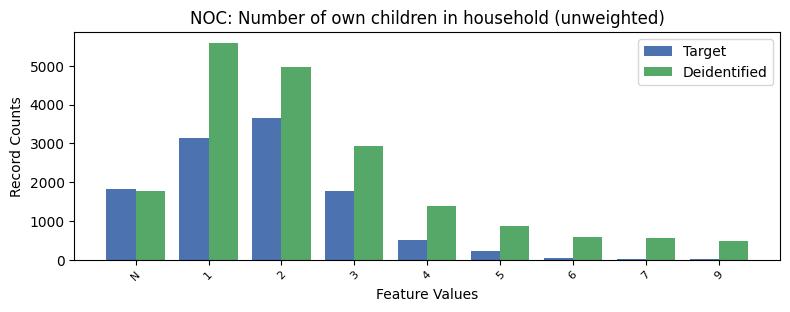 NOC: Number of own children in household (unweighted)
Target
Deidentified
Record Counts
5000
4000
3000
2000
1000
0
N 1 2 3 4 5 6 7 9
Feature Values